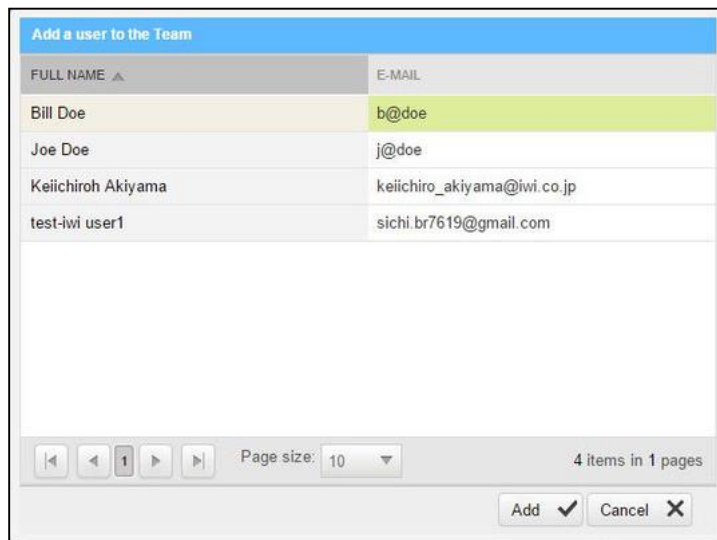 Add a user to the Team
FULL NAME E-MAIL
Bill Doe b@doe
Joe Doe j@doe
Keiichiroh Akiyama keiichiro_akiyama@iwi.co.jp
test-iwi user1 sichi.br7619@gmail.com
1 Page size: 10 4 items in 1 pages
Add Cancel